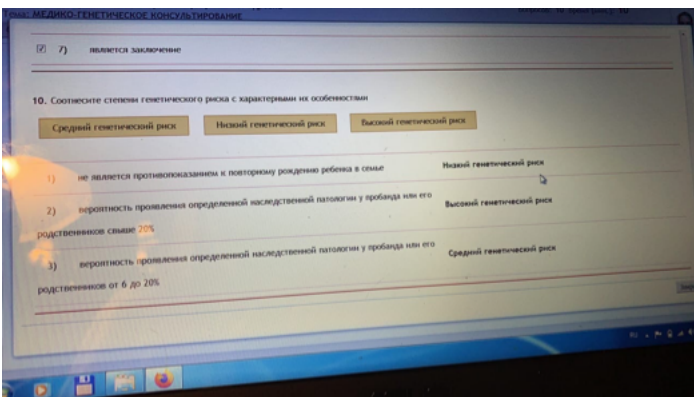 Тема: МЕДИКО-ГЕНЕТИЧЕСКОЕ КОНСУЛЬТИРОВАНИЕ
7) является заключение
10. Соотнесите степени генетического риска с характерными их особенностями
Средний генетический риск Низкий генетический риск Высокий генетический риск
1) не является противопоказанием к повторному рождению ребенка в семье Низкий генетический риск
2) вероятность проявления определенной наследственной патологии у пробанда или его Высокий генетический риск
родственников свыше 20%
3) вероятность проявления определенной наследственной патологии у пробанда или его Средний генетический риск
родственников от 6 до 20%
RU